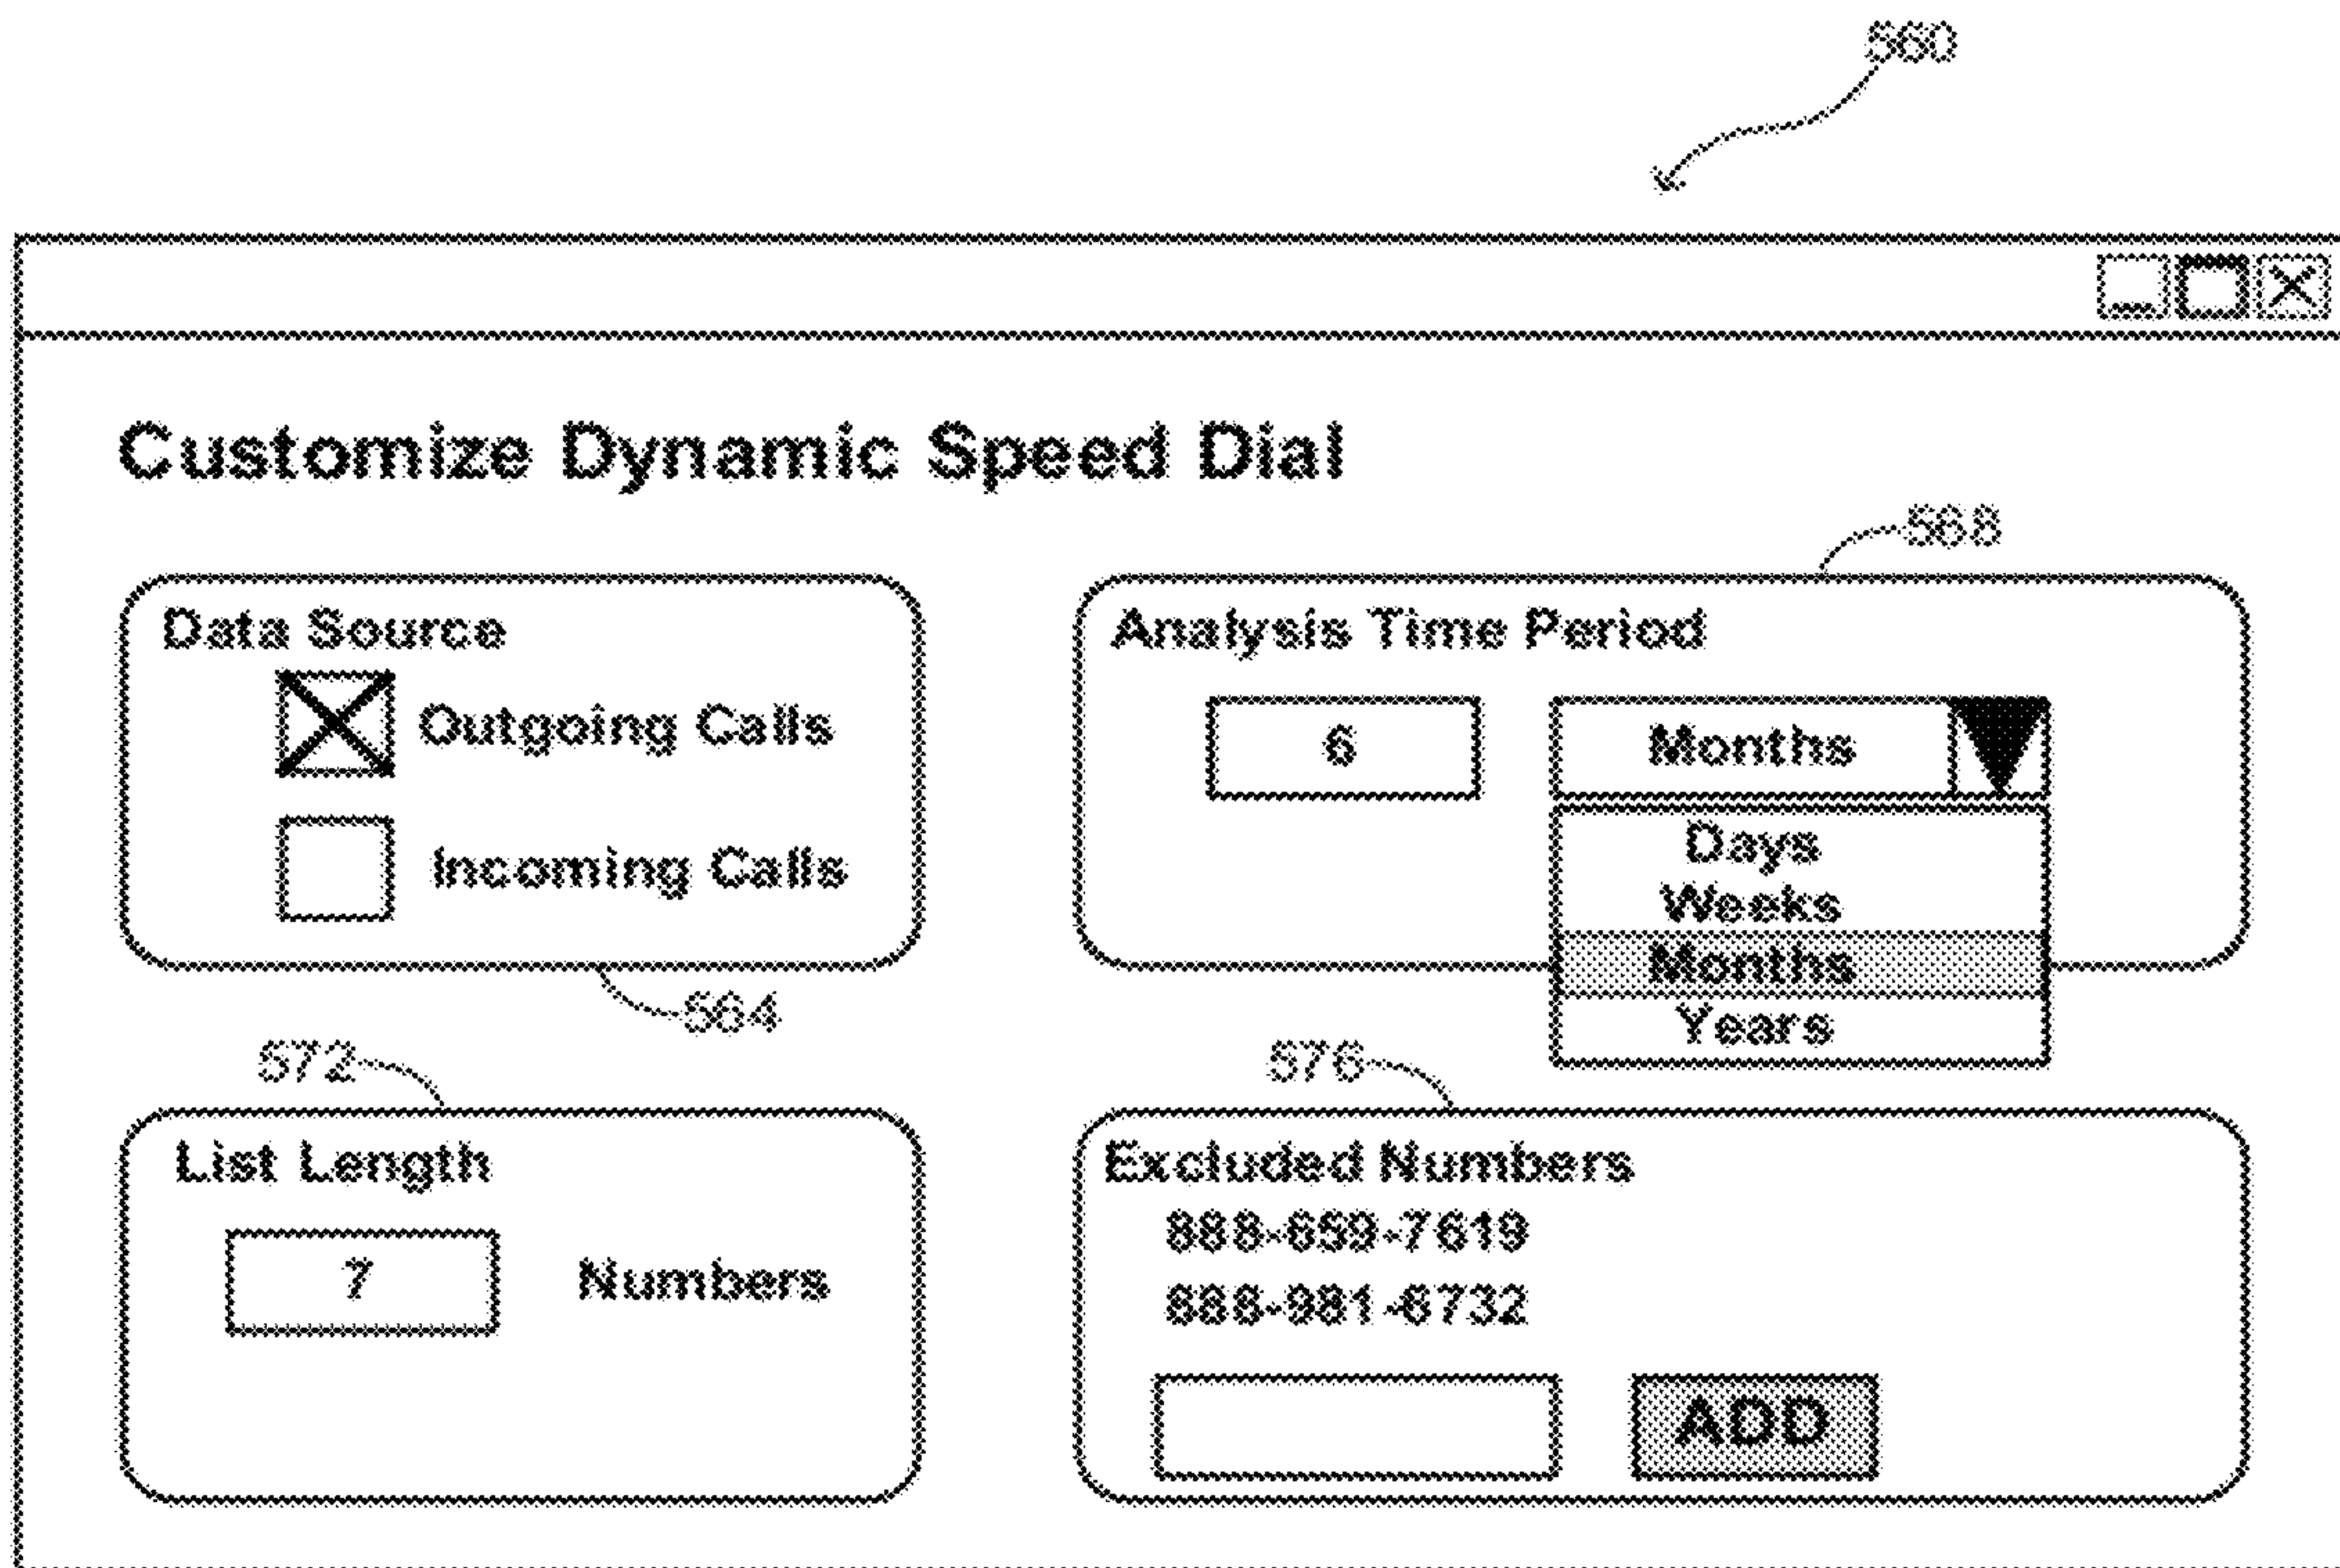 560
Customize Dynamic Speed Dial
568
Data Source
Outgoing Calls
Incoming Calls
564
Analysis Time Period
6 Months
Days
Weeks
Months
Years
572
List Length
7 Numbers
576
Excluded Numbers
888-659-7619
888-981-6732
ADD